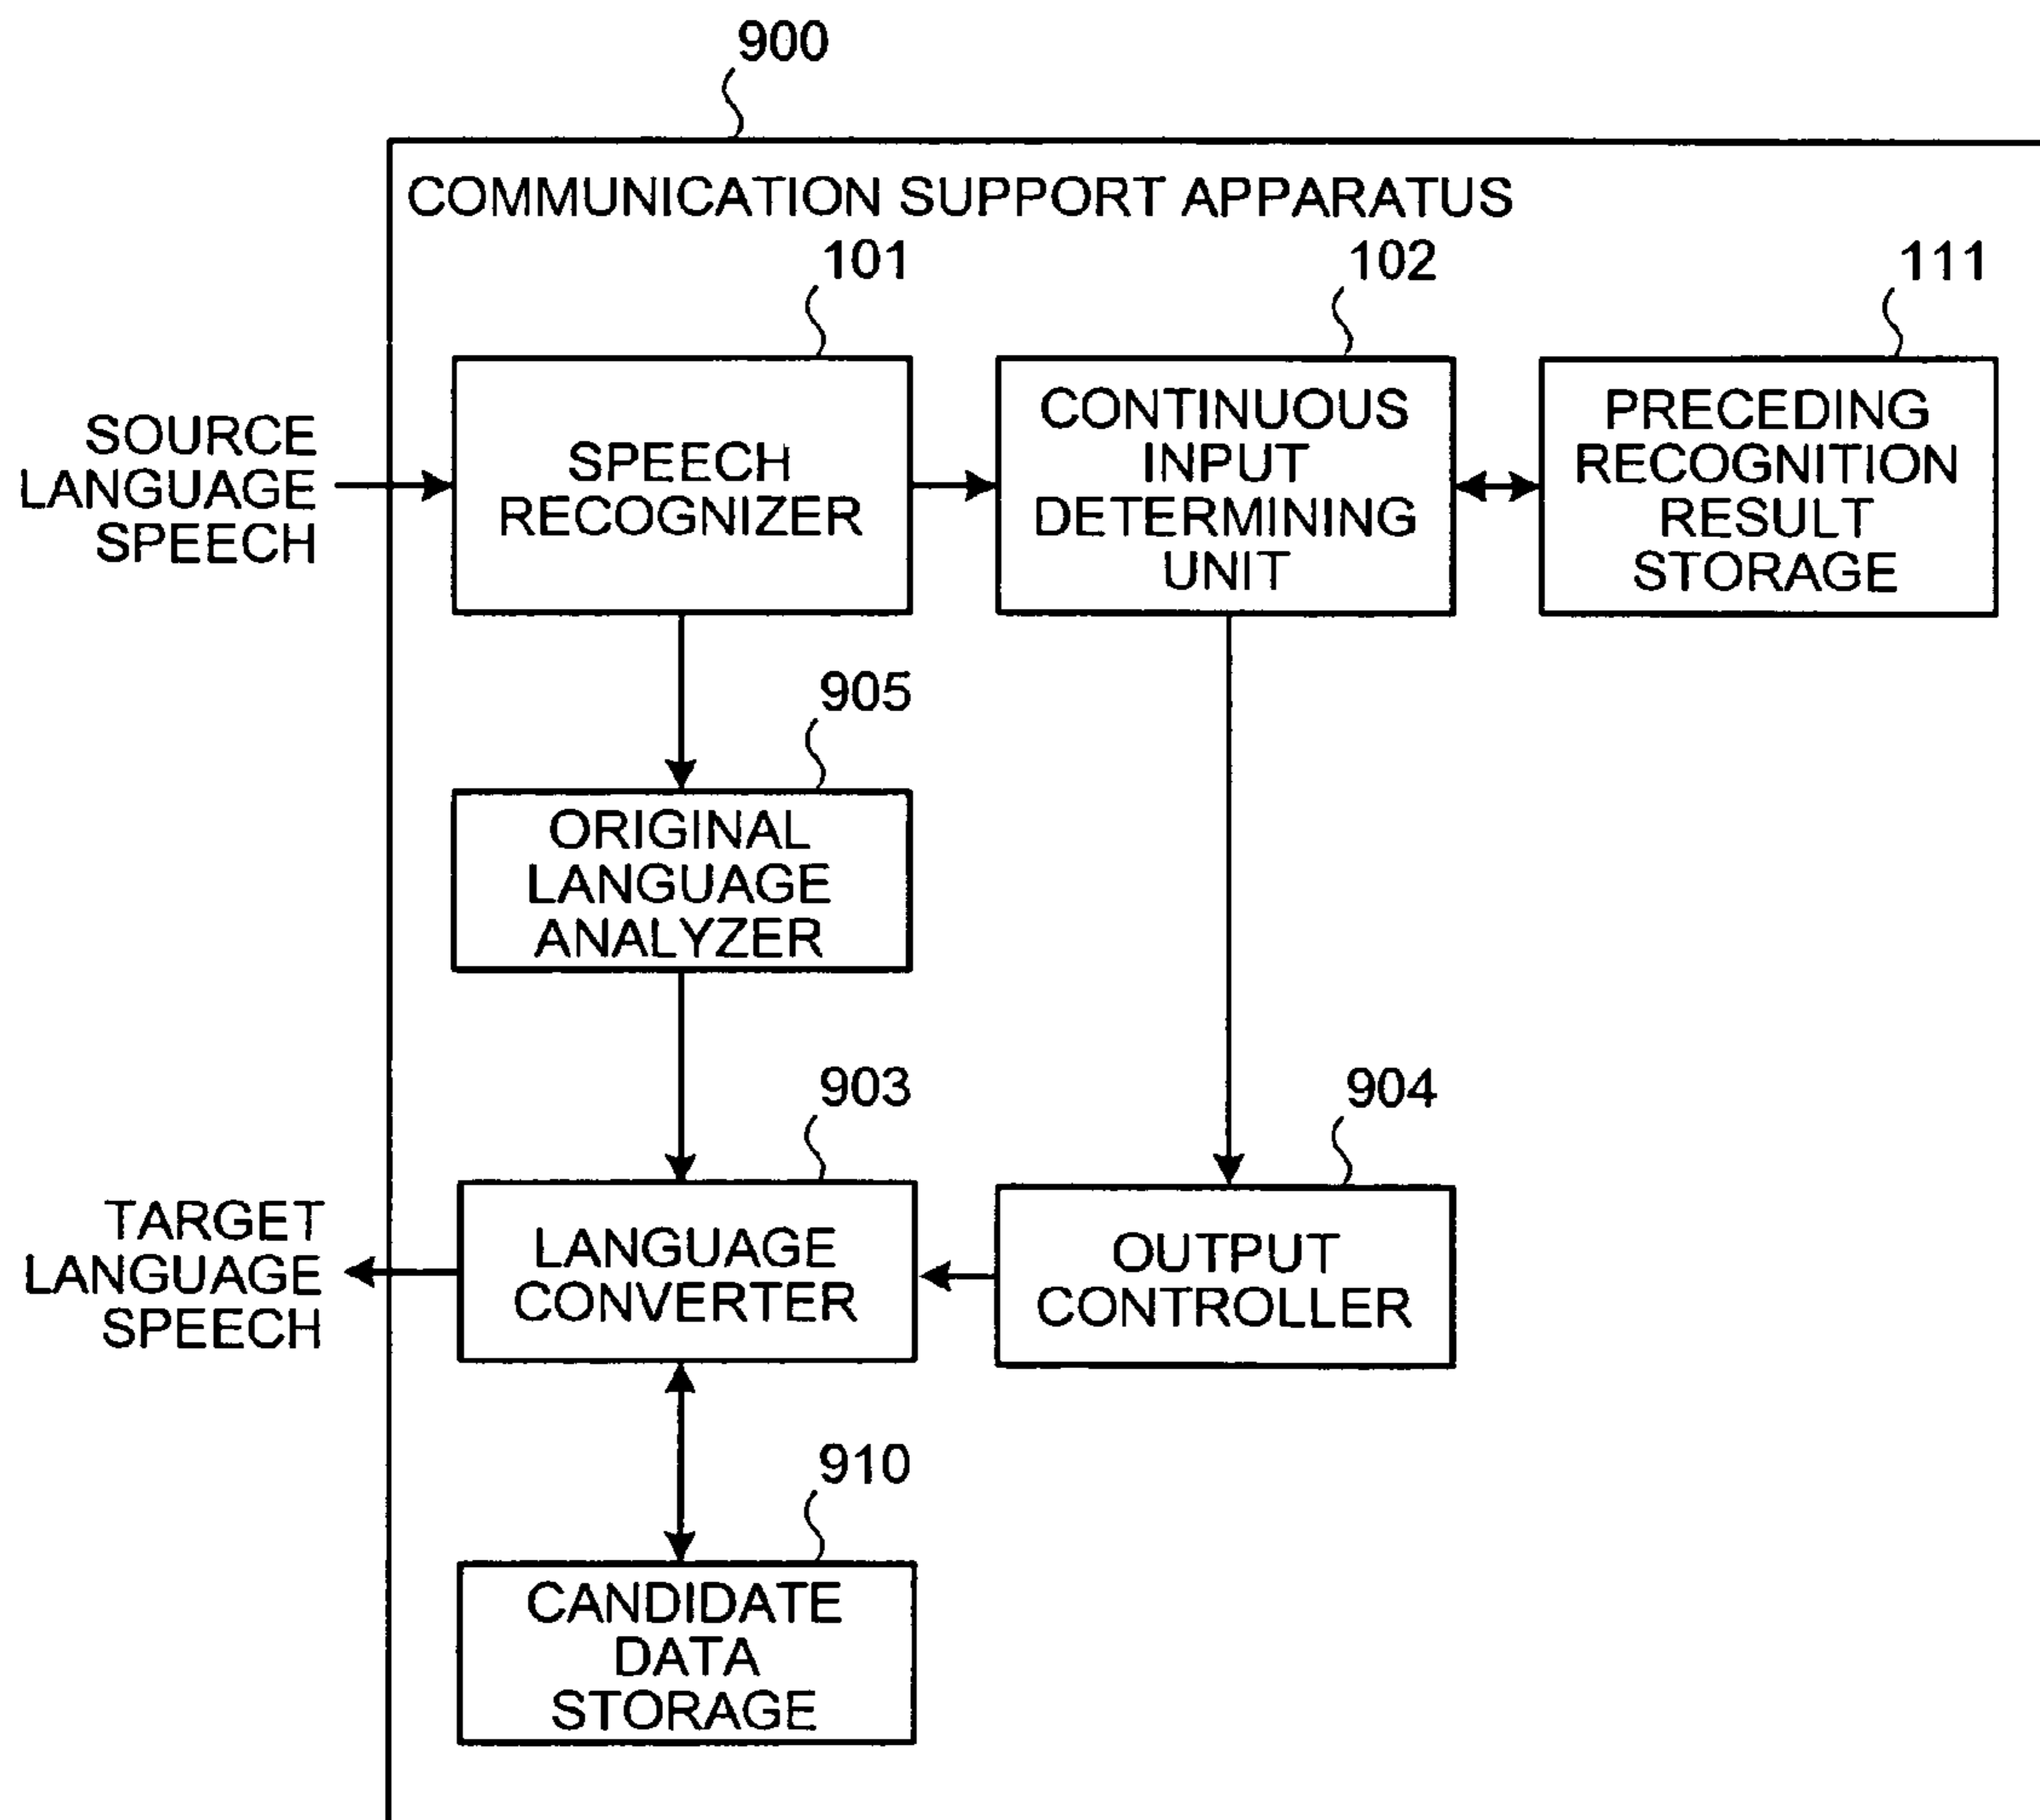 900
COMMUNICATION SUPPORT APPARATUS
101
102
111
SOURCE
LANGUAGE
SPEECH
SPEECH
RECOGNIZER
CONTINUOUS
INPUT
DETERMINING
UNIT
PRECEDING
RECOGNITION
RESULT
STORAGE
905
ORIGINAL
LANGUAGE
ANALYZER
903
904
TARGET
LANGUAGE
SPEECH
LANGUAGE
CONVERTER
OUTPUT
CONTROLLER
910
CANDIDATE
DATA
STORAGE